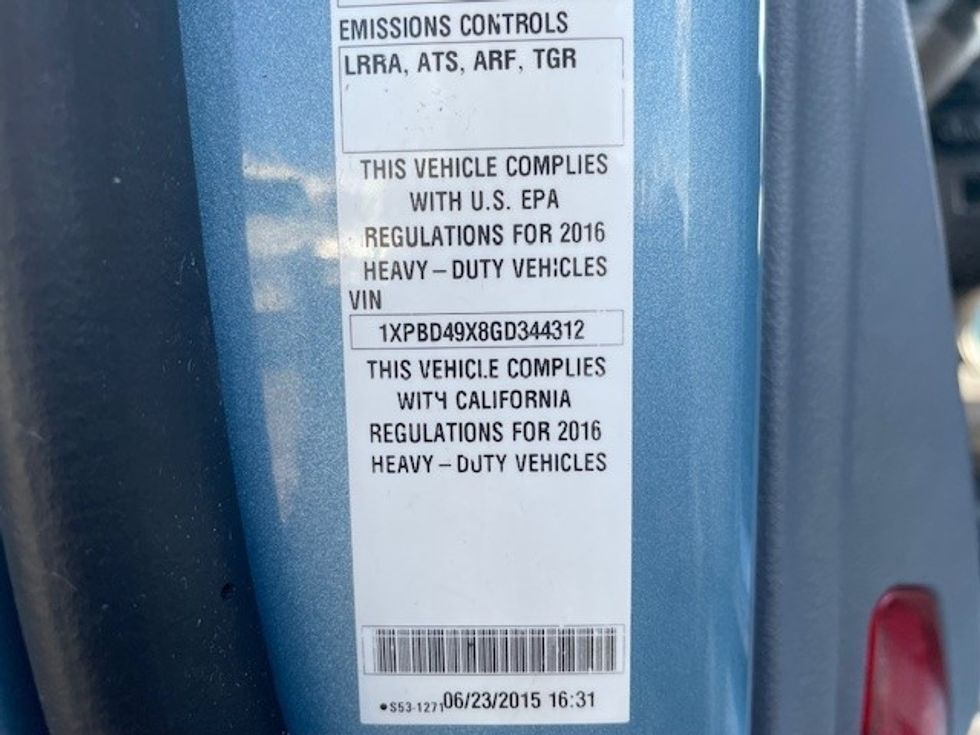 EMISSIONS CONTROLS
LRRA, ATS, ARF, TGR
THIS VEHICLE COMPLIES
WITH U.S. EPA
REGULATIONS FOR 2016
HEAVY – DUTY VEHICLES
VIN
1XPBD49X8GD344312
THIS VEHICLE COMPLIES
WITH CALIFORNIA
REGULATIONS FOR 2016
HEAVY – DUTY VEHICLES
• S53-1271 06/23/2015 16:31